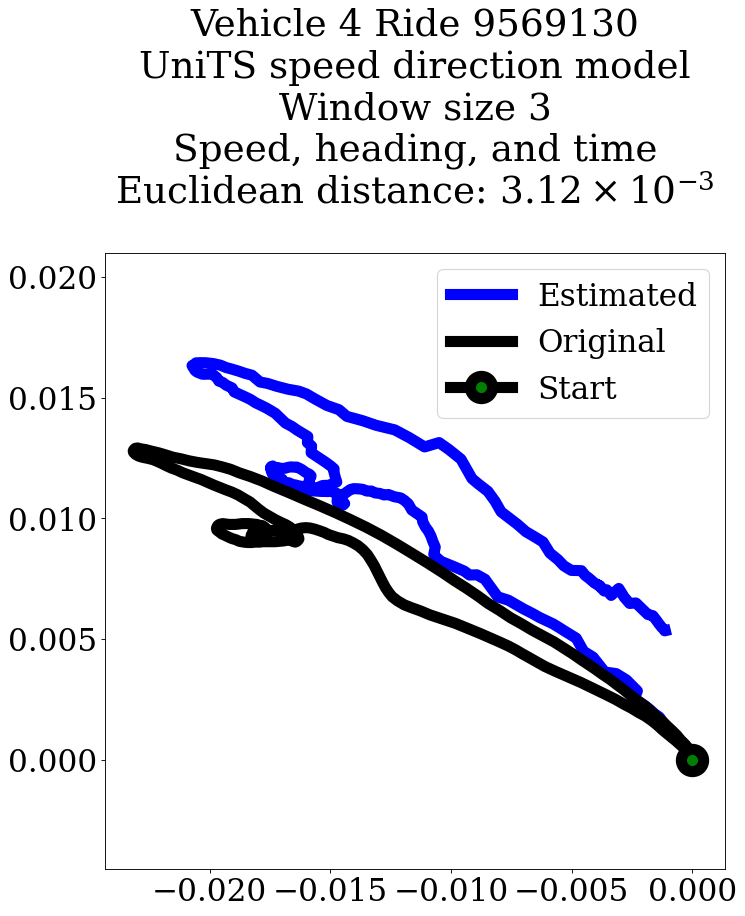 Vehicle 4 Ride 9569130
UniTS speed direction model
Window size 3
Speed, heading, and time
Euclidean distance: 3.12 × 10⁻³
0.020
0.015
0.010
0.005
0.000
Estimated
Original
Start
−0.020 −0.015 −0.010 −0.005 0.000